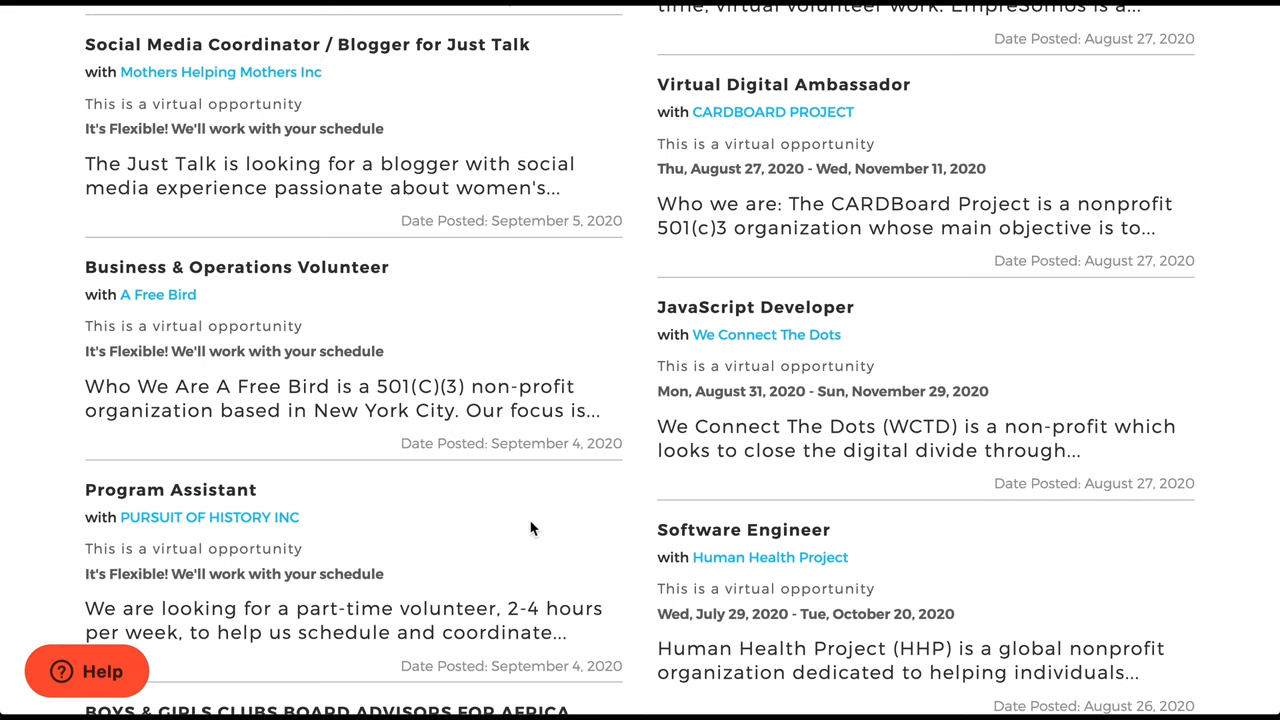 Social Media Coordinator / Blogger for Just Talk
with Mothers Helping Mothers Inc
This is a virtual opportunity
It's Flexible! We'll work with your schedule
The Just Talk is looking for a blogger with social
media experience passionate about women's...
Date Posted: September 5, 2020
Business & Operations Volunteer
with A Free Bird
This is a virtual opportunity
It's Flexible! We'll work with your schedule
Who We Are A Free Bird is a 501(C)(3) non-profit
organization based in New York City. Our focus is...
Date Posted: September 4, 2020
Program Assistant
with PURSUIT OF HISTORY INC
This is a virtual opportunity
It's Flexible! We'll work with your schedule
We are looking for a part-time volunteer, 2-4 hours
per week, to help us schedule and coordinate...
Date Posted: September 4, 2020
Help
BOYS & GIRLS CLUBS BOARD ADVISORS FOR AFRICA
time, virtual volunteer work. EmpreSomos is a...
Date Posted: August 27, 2020
Virtual Digital Ambassador
with CARDBOARD PROJECT
This is a virtual opportunity
Thu, August 27, 2020 - Wed, November 11, 2020
Who we are: The CARDBoard Project is a nonprofit
501(c)3 organization whose main objective is to...
Date Posted: August 27, 2020
JavaScript Developer
with We Connect The Dots
This is a virtual opportunity
Mon, August 31, 2020 - Sun, November 29, 2020
We Connect The Dots (WCTD) is a non-profit which
looks to close the digital divide through...
Date Posted: August 27, 2020
Software Engineer
with Human Health Project
This is a virtual opportunity
Wed, July 29, 2020 - Tue, October 20, 2020
Human Health Project (HHP) is a global nonprofit
organization dedicated to helping individuals...
Date Posted: August 26, 2020